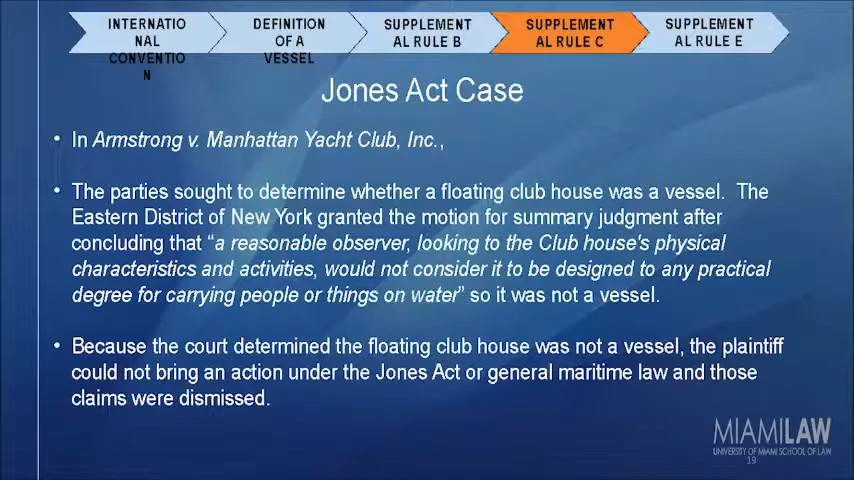 INTERNATIO
NAL
CONVENTIO
N
DEFINITION
OF A
VESSEL
SUPPLEMENT
AL RULE B
SUPPLEMENT
AL RULE C
SUPPLEMENT
AL RULE E
Jones Act Case
• In Armstrong v. Manhattan Yacht Club, Inc.,
• The parties sought to determine whether a floating club house was a vessel. The
Eastern District of New York granted the motion for summary judgment after
concluding that “a reasonable observer, looking to the Club house's physical
characteristics and activities, would not consider it to be designed to any practical
degree for carrying people or things on water” so it was not a vessel.
• Because the court determined the floating club house was not a vessel, the plaintiff
could not bring an action under the Jones Act or general maritime law and those
claims were dismissed.
MIAMILAW
UNIVERSITY OF MIAMI SCHOOL OF LAW
19